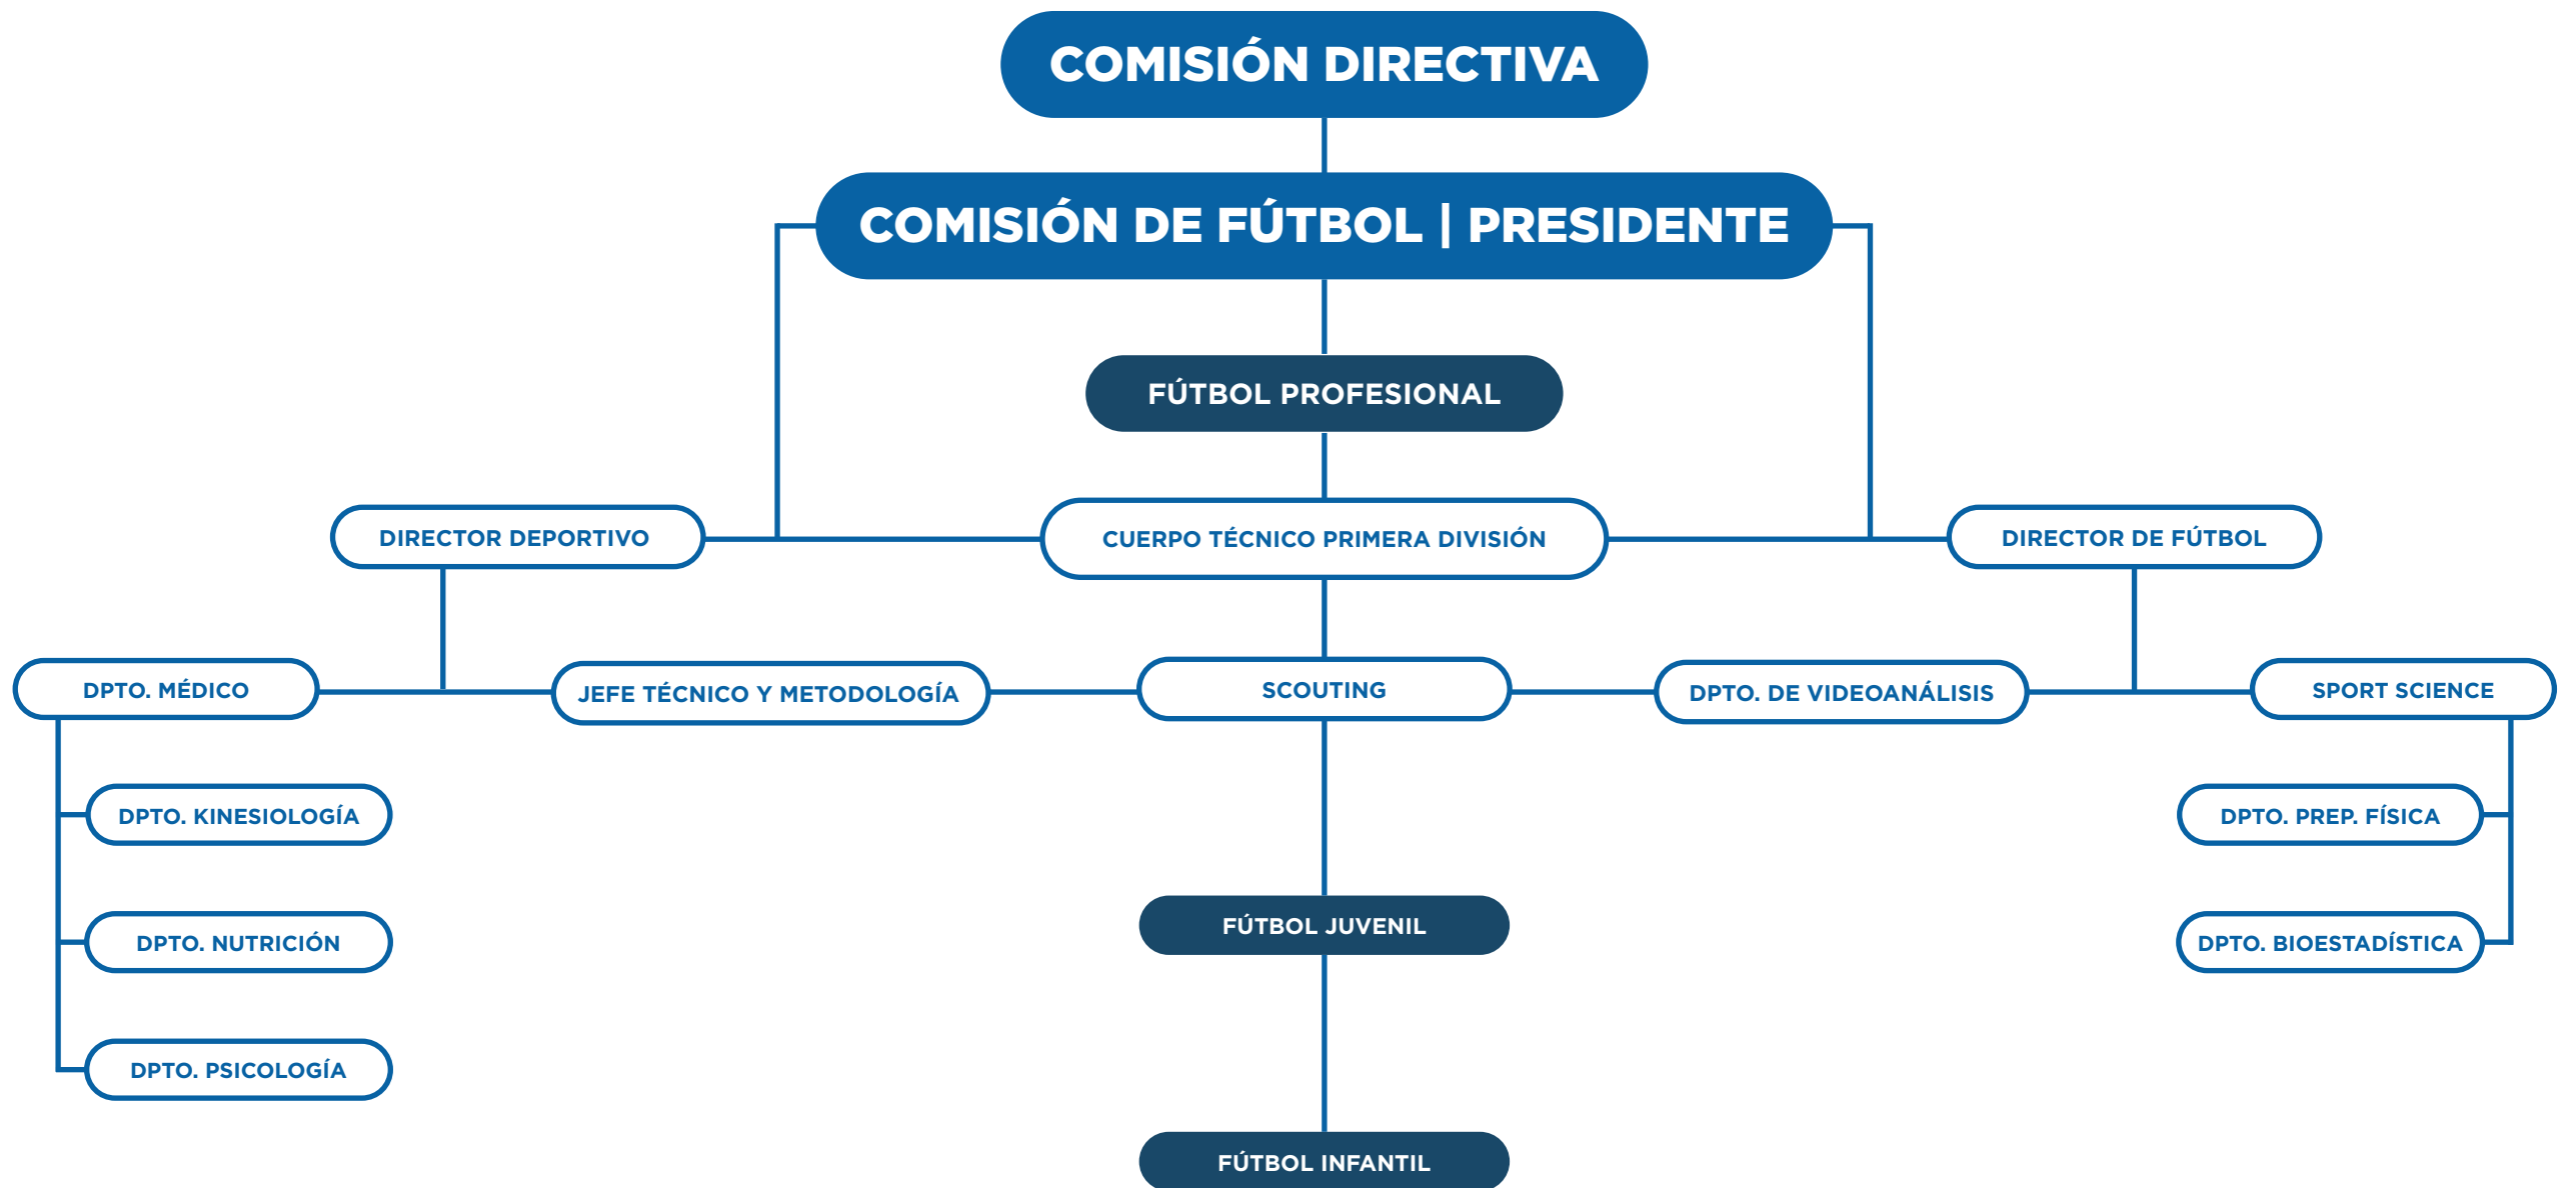 COMISIÓN DIRECTIVA
COMISIÓN DE FÚTBOL | PRESIDENTE
FÚTBOL PROFESIONAL
DIRECTOR DEPORTIVO
CUERPO TÉCNICO PRIMERA DIVISIÓN
DIRECTOR DE FÚTBOL
DPTO. MÉDICO
JEFE TÉCNICO Y METODOLOGÍA
SCOUTING
DPTO. DE VIDEOANÁLISIS
SPORT SCIENCE
DPTO. KINESIOLOGÍA
DPTO. PREP. FÍSICA
FÚTBOL JUVENIL
DPTO. NUTRICIÓN
DPTO. BIOESTADÍSTICA
DPTO. PSICOLOGÍA
FÚTBOL INFANTIL